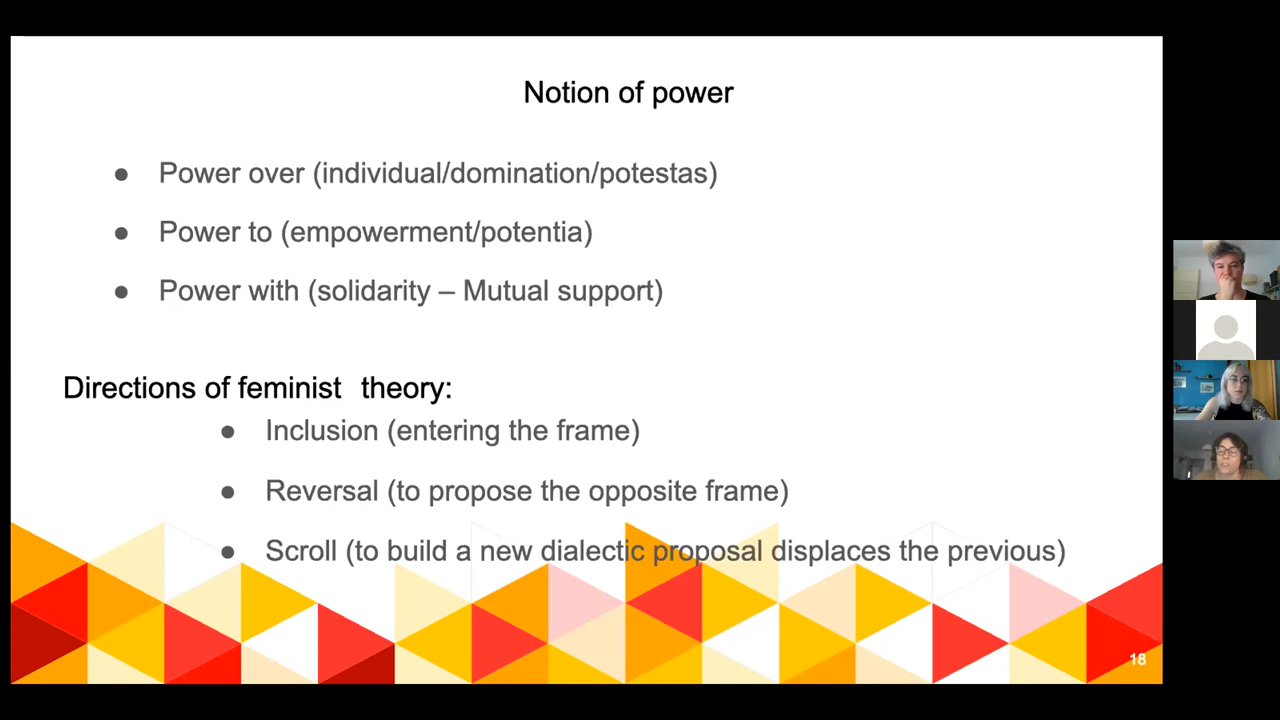 Notion of power
● Power over (individual/domination/potestas)
● Power to (empowerment/potentia)
● Power with (solidarity – Mutual support)
Directions of feminist theory:
● Inclusion (entering the frame)
● Reversal (to propose the opposite frame)
● Scroll (to build a new dialectic proposal displaces the previous)
18